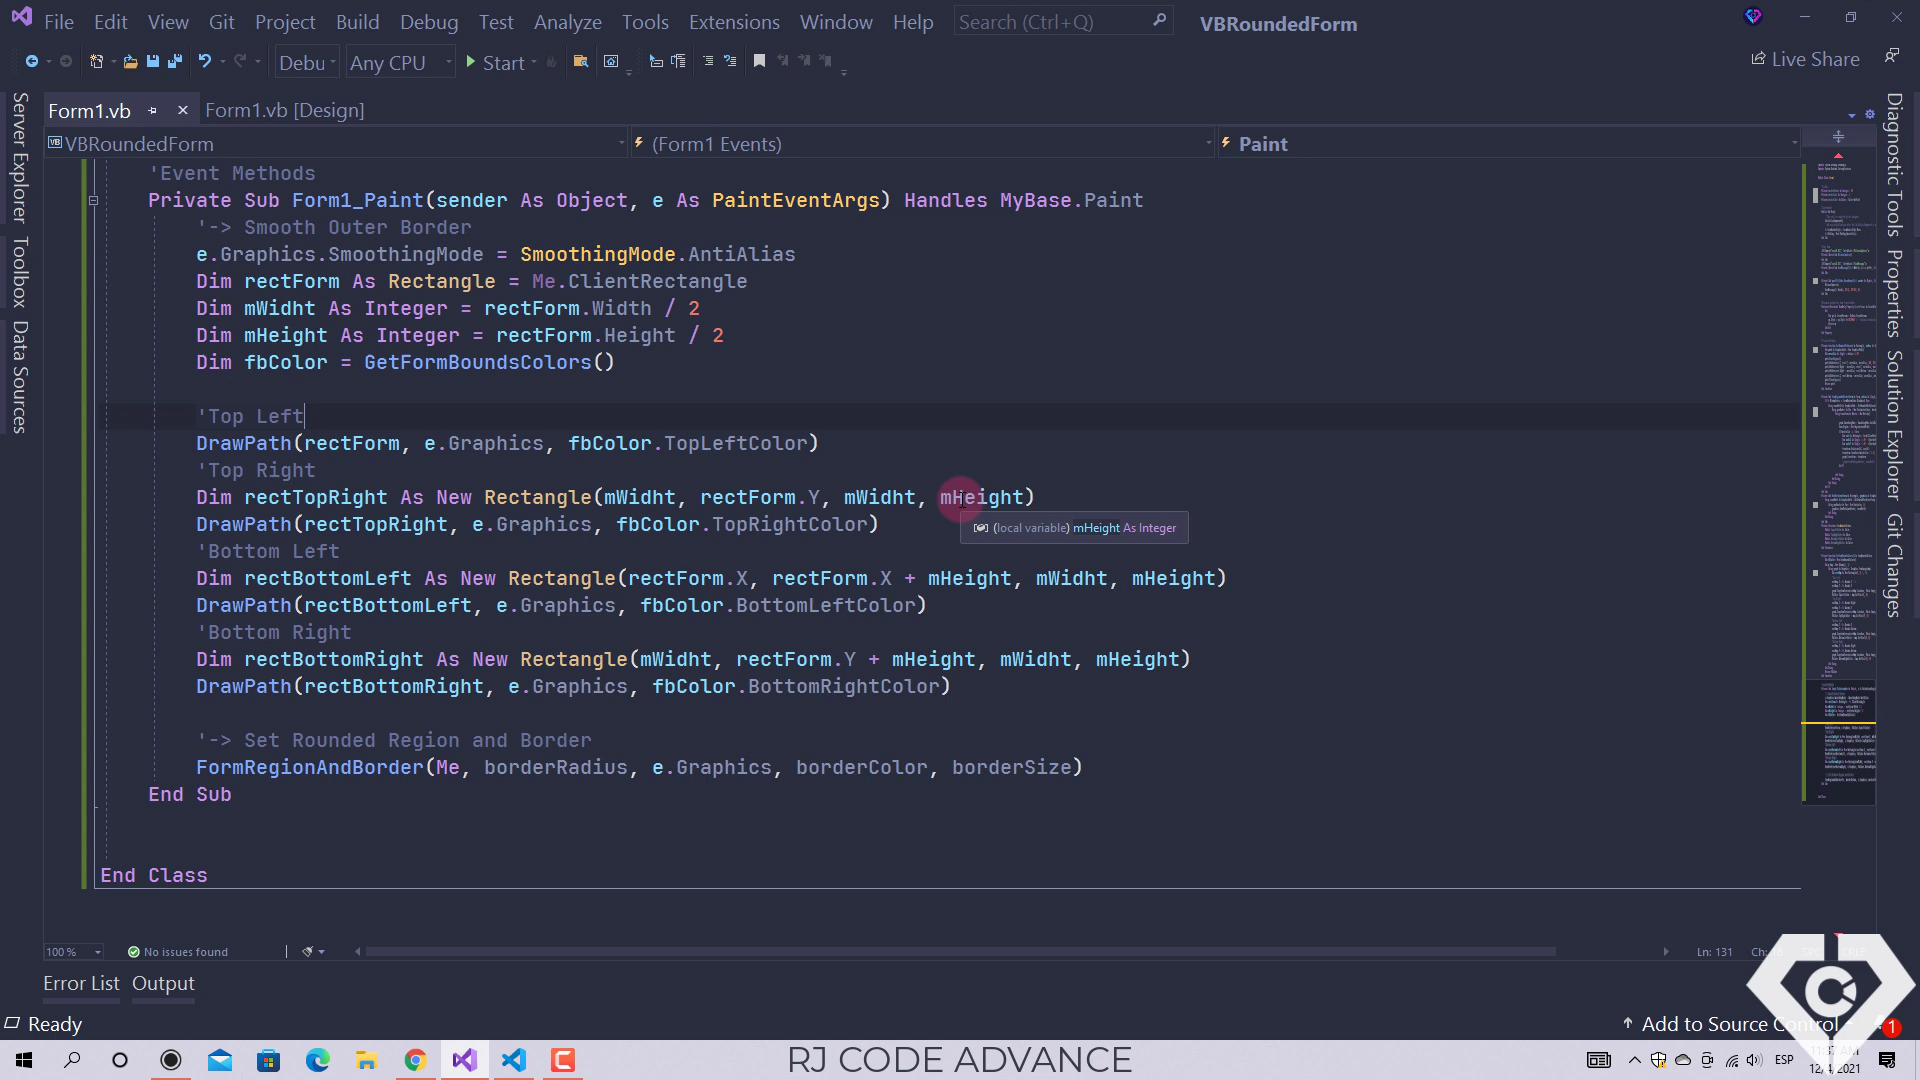 File Edit View Git Project Build Debug Test Analyze Tools Extensions Window Help Search (Ctrl+Q) VBRoundedForm
Debu Any CPU Start Live Share
Form1.vb Form1.vb [Design]
VBRoundedForm (Form1 Events) Paint
Server Explorer
Toolbox
Data Sources
'Event Methods
Private Sub Form1_Paint(sender As Object, e As PaintEventArgs) Handles MyBase.Paint
'-> Smooth Outer Border
e.Graphics.SmoothingMode = SmoothingMode.AntiAlias
Dim rectForm As Rectangle = Me.ClientRectangle
Dim mWidht As Integer = rectForm.Width / 2
Dim mHeight As Integer = rectForm.Height / 2
Dim fbColor = GetFormBoundsColors()
'Top Left
DrawPath(rectForm, e.Graphics, fbColor.TopLeftColor)
'Top Right
Dim rectTopRight As New Rectangle(mWidht, rectForm.Y, mWidht, mHeight)
DrawPath(rectTopRight, e.Graphics, fbColor.TopRightColor)
(local variable) mHeight As Integer
'Bottom Left
Dim rectBottomLeft As New Rectangle(rectForm.X, rectForm.X + mHeight, mWidht, mHeight)
DrawPath(rectBottomLeft, e.Graphics, fbColor.BottomLeftColor)
'Bottom Right
Dim rectBottomRight As New Rectangle(mWidht, rectForm.Y + mHeight, mWidht, mHeight)
DrawPath(rectBottomRight, e.Graphics, fbColor.BottomRightColor)
'-> Set Rounded Region and Border
FormRegionAndBorder(Me, borderRadius, e.Graphics, borderColor, borderSize)
End Sub
End Class
Diagnostic Tools
Properties
Solution Explorer
Git Changes
100 % No issues found Ln: 131
Error List Output
Ready Add to Source Control 1
RJ CODE ADVANCE
ESP
12/4/2021